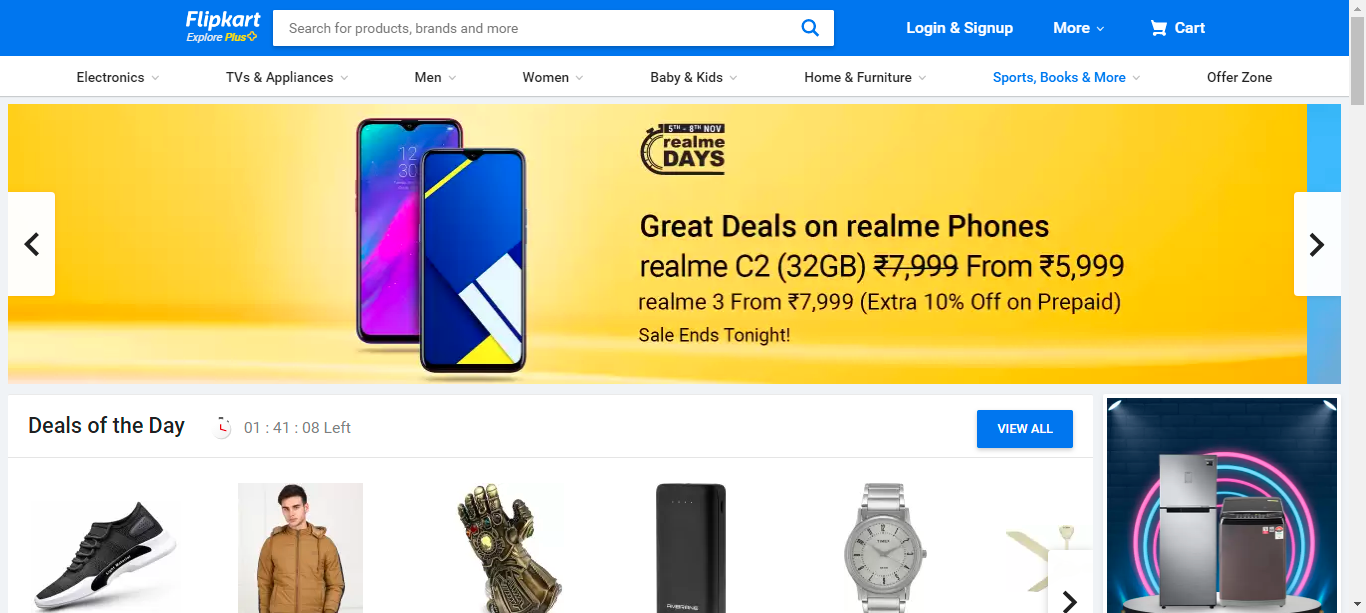 Flipkart
Explore Plus
Search for products, brands and more
Login & Signup
More
Cart
Electronics
TVs & Appliances
Men
Women
Baby & Kids
Home & Furniture
Sports, Books & More
Offer Zone
5TH - 8TH NOV
realme
DAYS
Great Deals on realme Phones
realme C2 (32GB) ₹7,999 From ₹5,999
realme 3 From ₹7,999 (Extra 10% Off on Prepaid)
Sale Ends Tonight!
12
30
Deals of the Day
01 : 41 : 08 Left
VIEW ALL
TIMEX
AMBRANE